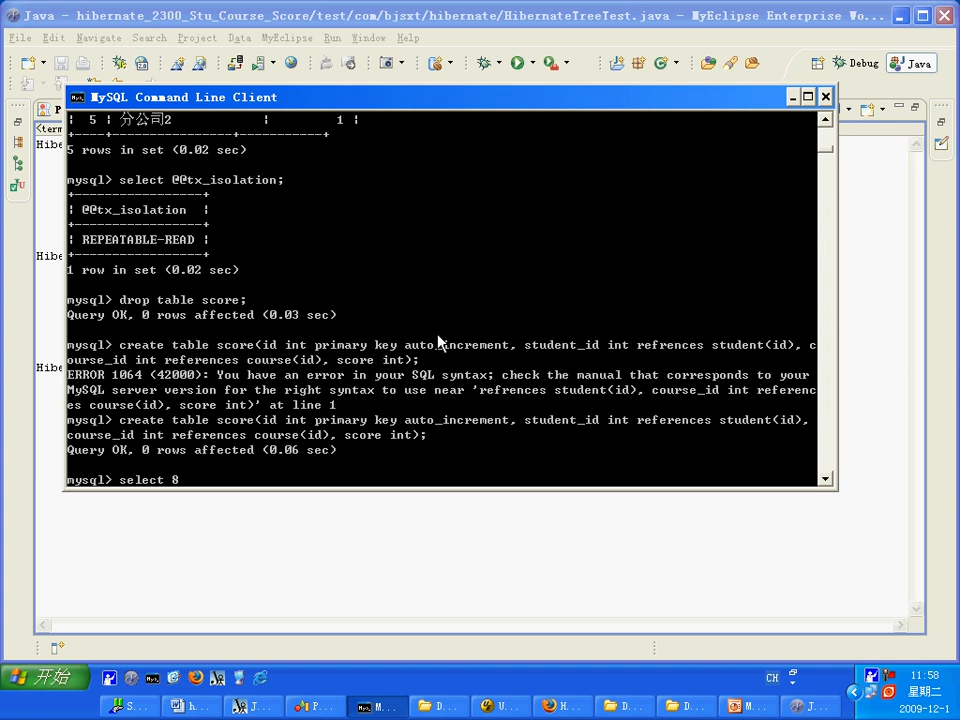 Java - hibernate_2300_Stu_Course_Score/test/com/bjsxt/hibernate/HibernateTreeTest.java - MyEclipse Enterprise Wo...
File Edit Navigate Search Project Data MyEclipse Run Window Help
Debug
Java
P
<term
Hibe
Hibe
Hibe
MySQL Command Line Client
| 5 | 分公司2 | 1 |
+----+----------------+-----------+
5 rows in set (0.02 sec)
mysql> select @@tx_isolation;
+-----------------+
| @@tx_isolation |
+-----------------+
| REPEATABLE-READ |
+-----------------+
1 row in set (0.02 sec)
mysql> drop table score;
Query OK, 0 rows affected (0.03 sec)
mysql> create table score(id int primary key auto_increment, student_id int refrences student(id), c
ourse_id int references course(id), score int);
ERROR 1064 (42000): You have an error in your SQL syntax; check the manual that corresponds to your
MySQL server version for the right syntax to use near 'refrences student(id), course_id int referenc
es course(id), score int)' at line 1
mysql> create table score(id int primary key auto_increment, student_id int references student(id),
course_id int references course(id), score int);
Query OK, 0 rows affected (0.06 sec)
mysql> select 8
开始
CH
11:58
星期二
2009-12-1
S... h... J... P... M... D... U... H... D... D... M... J...